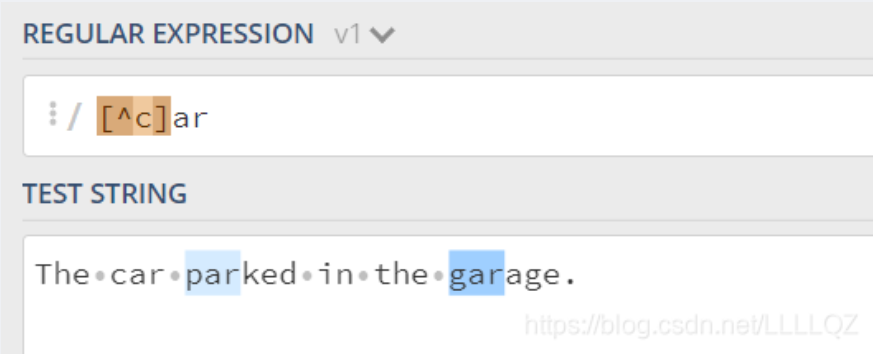 REGULAR EXPRESSION v1
/ [^c]ar
TEST STRING
The·car·parked·in·the·garage.
https://blog.csdn.net/LLLLQZ